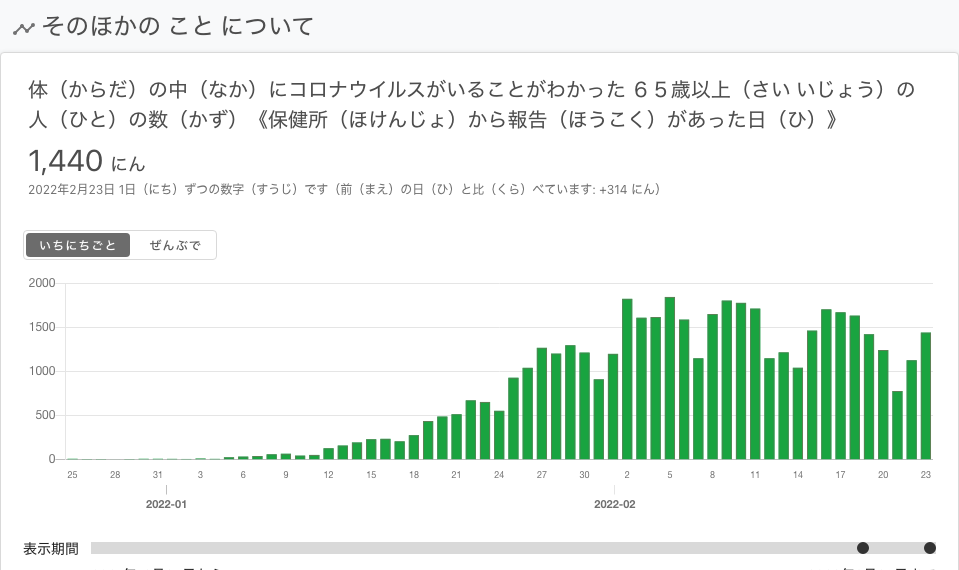 そのほかの こと について
体（からだ）の中（なか）にコロナウイルスがいることがわかった ６５歳以上（さい いじょう）の
人（ひと）の数（かず）《保健所（ほけんじょ）から報告（ほうこく）があった日（ひ）》
1,440 にん
2022年2月23日 1日（にち）ずつの数字（すうじ）です（前（まえ）の日（ひ）と比（くら）べています: +314 にん）
いちにちごと ぜんぶで
2000
1500
1000
500
0
25 28 31 3 6 9 12 15 18 21 24 27 30 2 5 8 11 14 17 20 23
2022-01 2022-02
表示期間